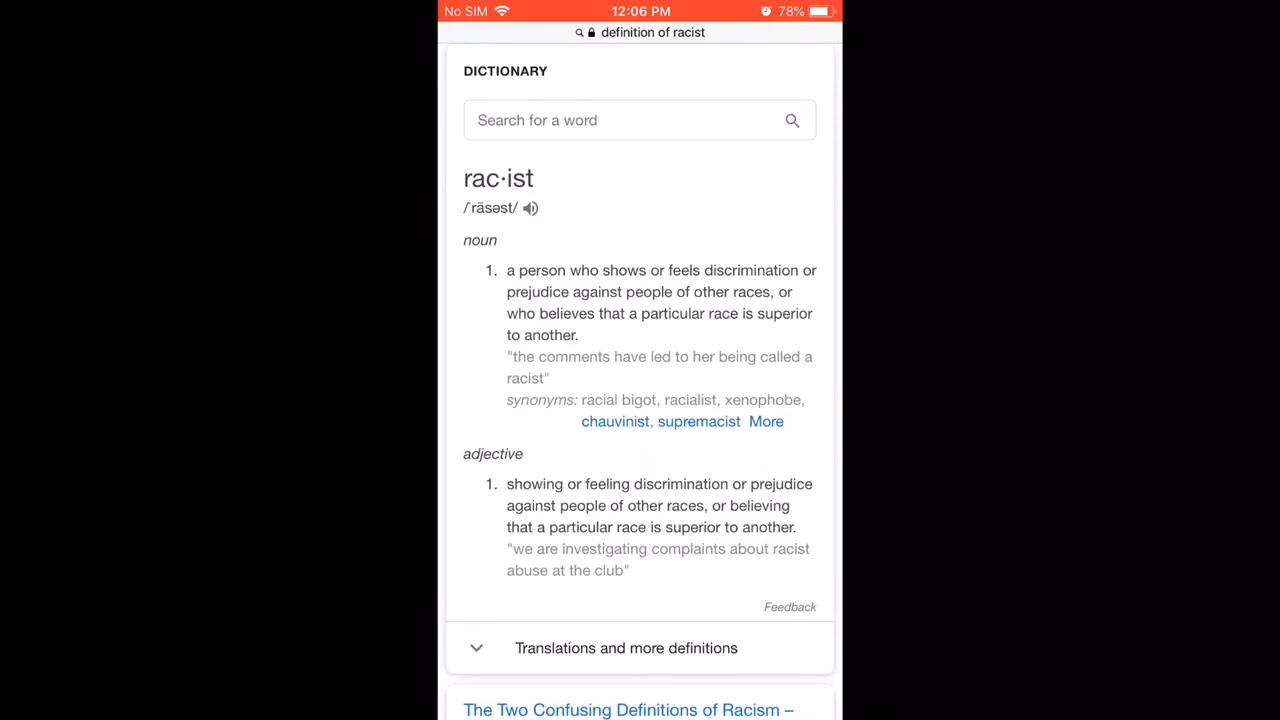 No SIM 12:06 PM 78%
definition of racist
DICTIONARY
Search for a word
rac·ist
/ˈrāsəst/
noun
1. a person who shows or feels discrimination or
prejudice against people of other races, or
who believes that a particular race is superior
to another.
"the comments have led to her being called a
racist"
synonyms: racial bigot, racialist, xenophobe,
chauvinist, supremacist More
adjective
1. showing or feeling discrimination or prejudice
against people of other races, or believing
that a particular race is superior to another.
"we are investigating complaints about racist
abuse at the club"
Feedback
Translations and more definitions
The Two Confusing Definitions of Racism –